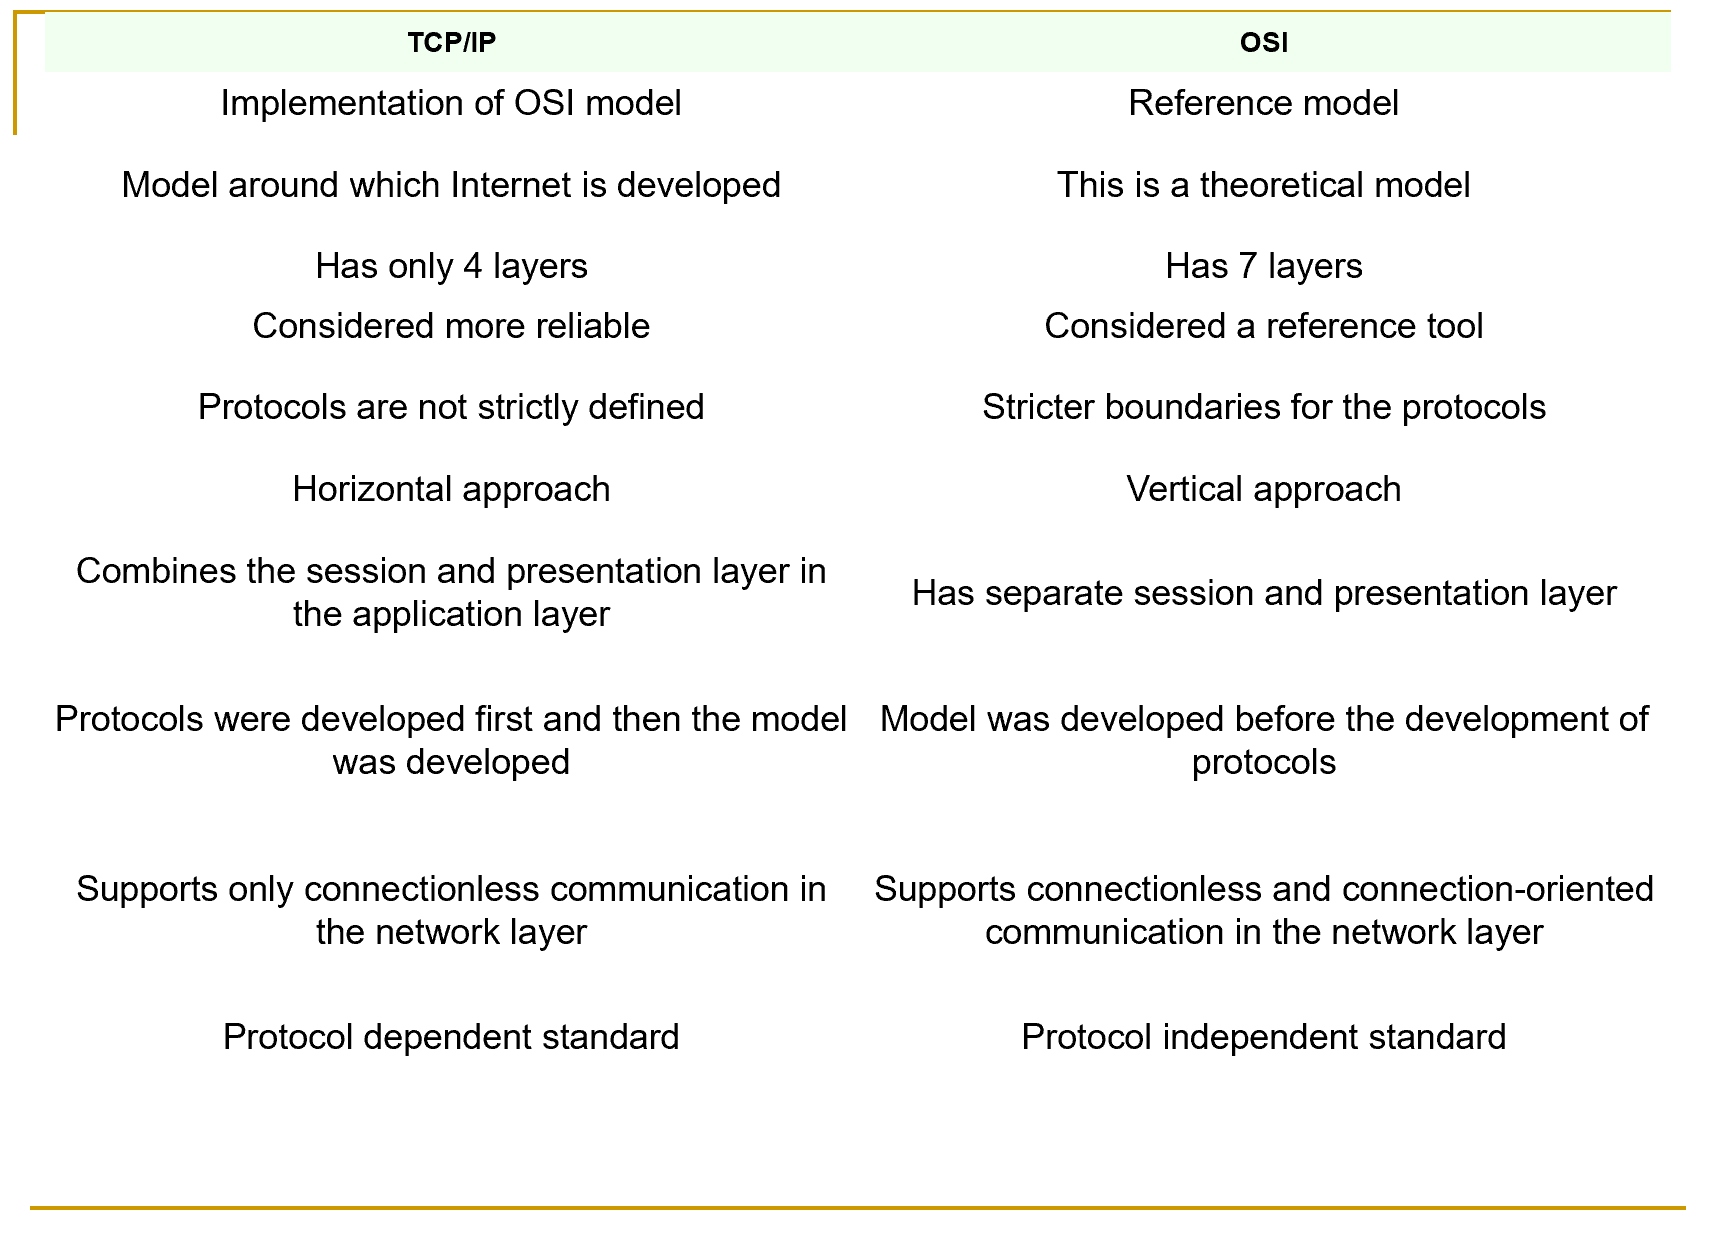 TCP/IP OSI
Implementation of OSI model Reference model
Model around which Internet is developed This is a theoretical model
Has only 4 layers Has 7 layers
Considered more reliable Considered a reference tool
Protocols are not strictly defined Stricter boundaries for the protocols
Horizontal approach Vertical approach
Combines the session and presentation layer in
the application layer
Has separate session and presentation layer
Protocols were developed first and then the model
was developed
Model was developed before the development of
protocols
Supports only connectionless communication in
the network layer
Supports connectionless and connection-oriented
communication in the network layer
Protocol dependent standard Protocol independent standard